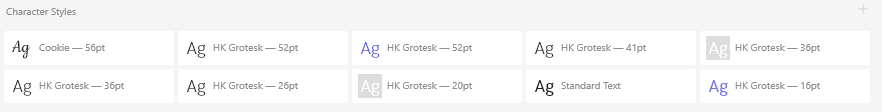 Character Styles
Ag Cookie — 56pt Ag HK Grotesk — 52pt Ag HK Grotesk — 52pt Ag HK Grotesk — 41pt Ag HK Grotesk — 36pt
Ag HK Grotesk — 36pt Ag HK Grotesk — 26pt Ag HK Grotesk — 20pt Ag Standard Text Ag HK Grotesk — 16pt